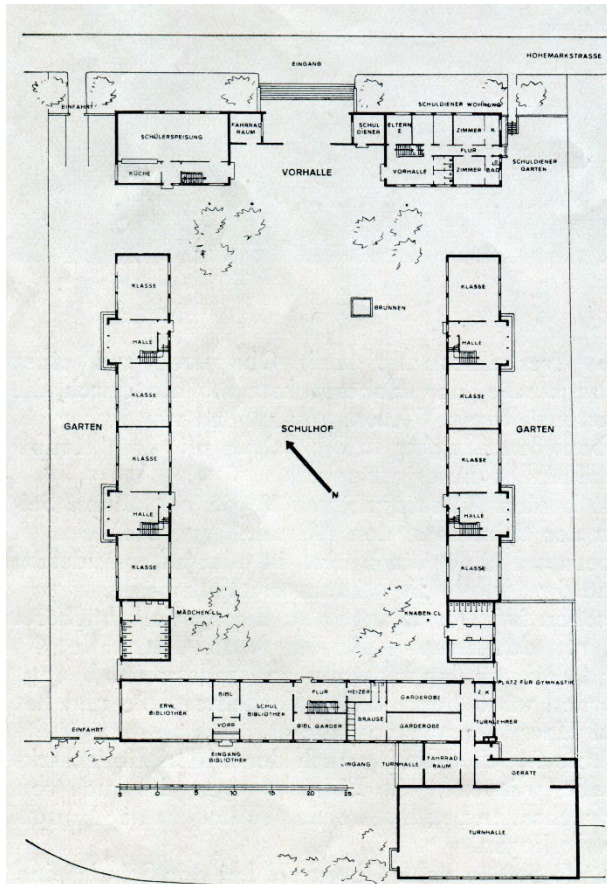 HOHEMARKSTRASSE
EINGANG
EINFAHRT
SCHULDIENER WOHNUNG
SCHÜLERSPEISUNG
FAHRRAD
RAUM
SCHUL
DIENER
ELTERN
Z
ZIMMER
K.
FLUR
SCHULDIENER
GARTEN
KÜCHE
VORHALLE
VORHALLE
ZIMMER
BAD
KLASSE
KLASSE
BRUNNEN
HALLE
HALLE
KLASSE
KLASSE
GARTEN
SCHULHOF
GARTEN
KLASSE
KLASSE
N
HALLE
HALLE
KLASSE
KLASSE
MÄDCHEN CL.
KNABEN CL.
PLATZ FÜR GYMNASTIK
ERW.
BIBLIOTHEK
BIBL
SCHUL
BIBLIOTHEK
FLUR
HEIZER
GARDEROBE
Z K
VORR
BIBL GARDER
BRAUSE
GARDEROBE
TURNLEHRER
EINFAHRT
EINGANG
BIBLIOTHEK
EINGANG TURNHALLE
FAHRRAD
RAUM
GERÄTE
5 0 5 10 15 20 25
TURNHALLE